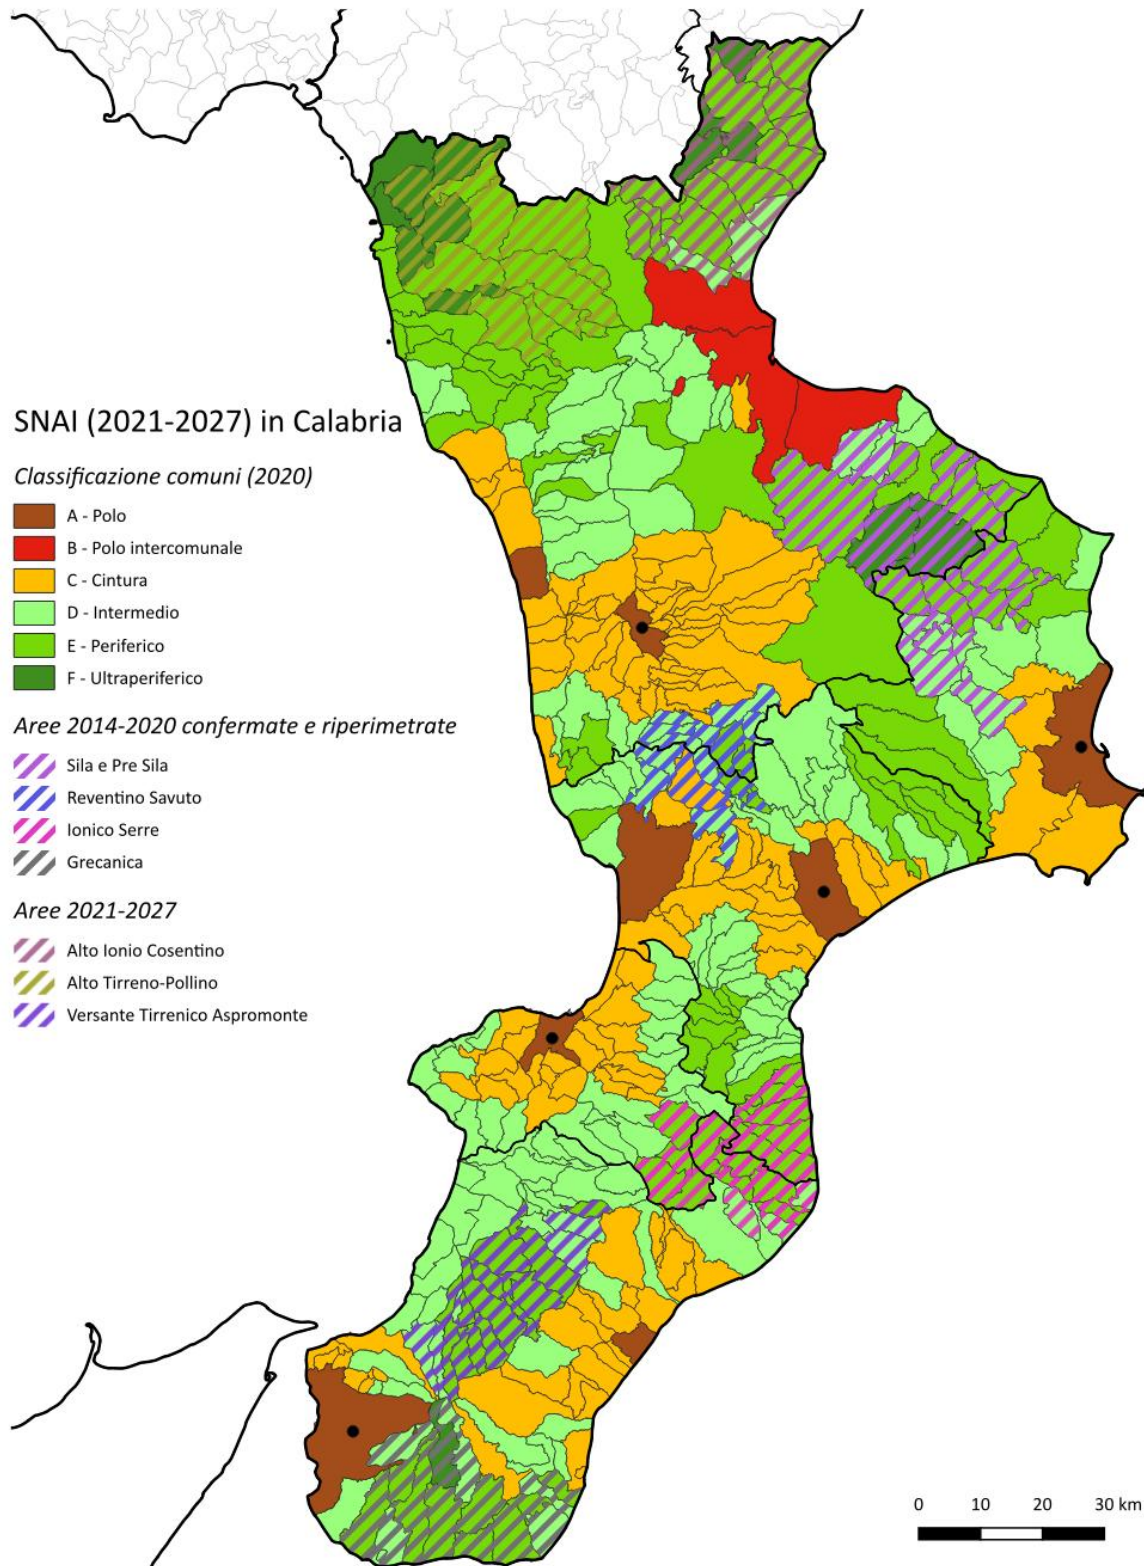 SNAI (2021-2027) in Calabria
Classificazione comuni (2020)
A - Polo
B - Polo intercomunale
C - Cintura
D - Intermedio
E - Periferico
F - Ultraperiferico
Aree 2014-2020 confermate e riperimetrate
Sila e Pre Sila
Reventino Savuto
Ionico Serre
Grecanica
Aree 2021-2027
Alto Ionio Cosentino
Alto Tirreno-Pollino
Versante Tirrenico Aspromonte
0 10 20 30 km